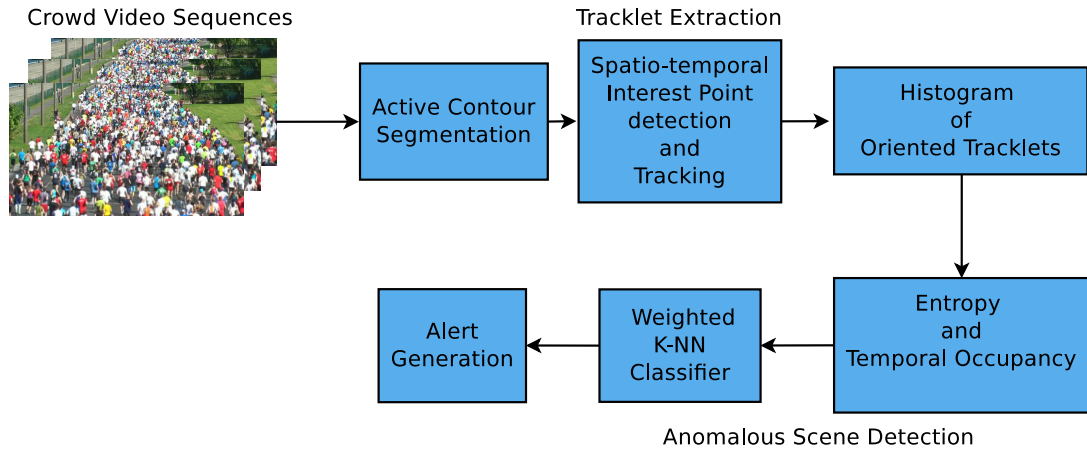 Crowd Video Sequences
Tracklet Extraction
Active Contour
Segmentation
Spatio-temporal
Interest Point
detection
and
Tracking
Histogram
of
Oriented Tracklets
Entropy
and
Temporal Occupancy
Weighted
K-NN
Classifier
Alert
Generation
Anomalous Scene Detection